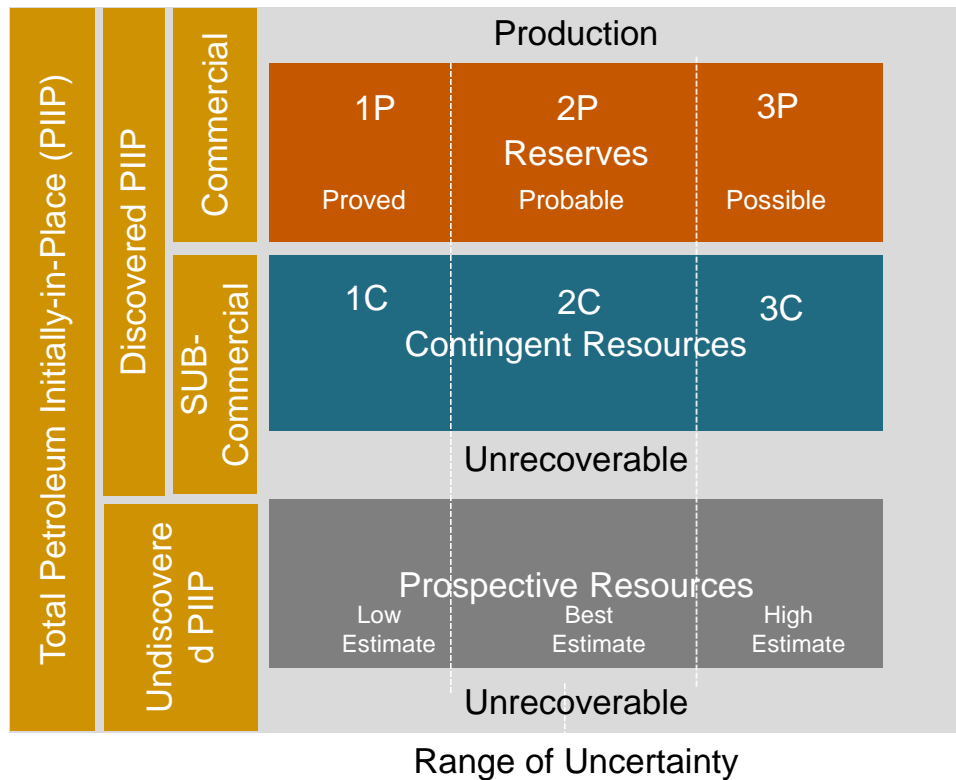 Total Petroleum Initially-in-Place (PIIP)
Discovered PIIP
Commercial
Production
1P 2P 3P
Reserves
Proved Probable Possible
SUB-
Commercial
1C 2C 3C
Contingent Resources
Unrecoverable
Undiscovere
d PIIP
Prospective Resources
Low Best High
Estimate Estimate Estimate
Unrecoverable
Range of Uncertainty